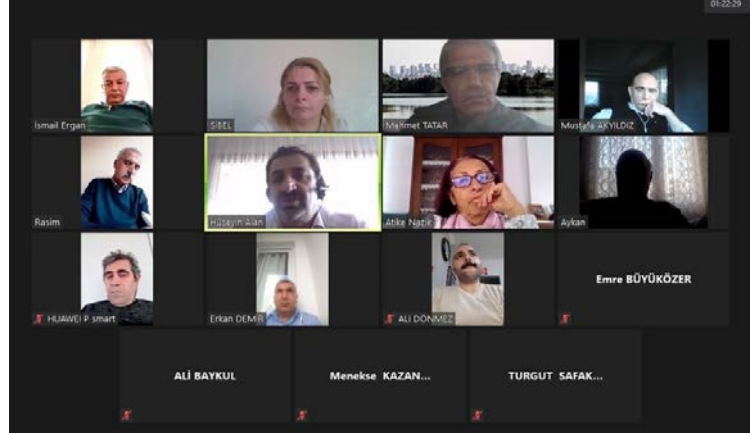 01:22:29
İsmail Ergan
SİBEL
Mehmet TATAR
Mustafa AKYILDIZ
Rasim
Hüseyin Alan
Atike Nazik
Aykan
HUAWEI P smart
Erkan DEMİR
ALİ DÖNMEZ
Emre BÜYÜKÖZER
ALİ BAYKUL
Menekse KAZAN...
TURGUT SAFAK...